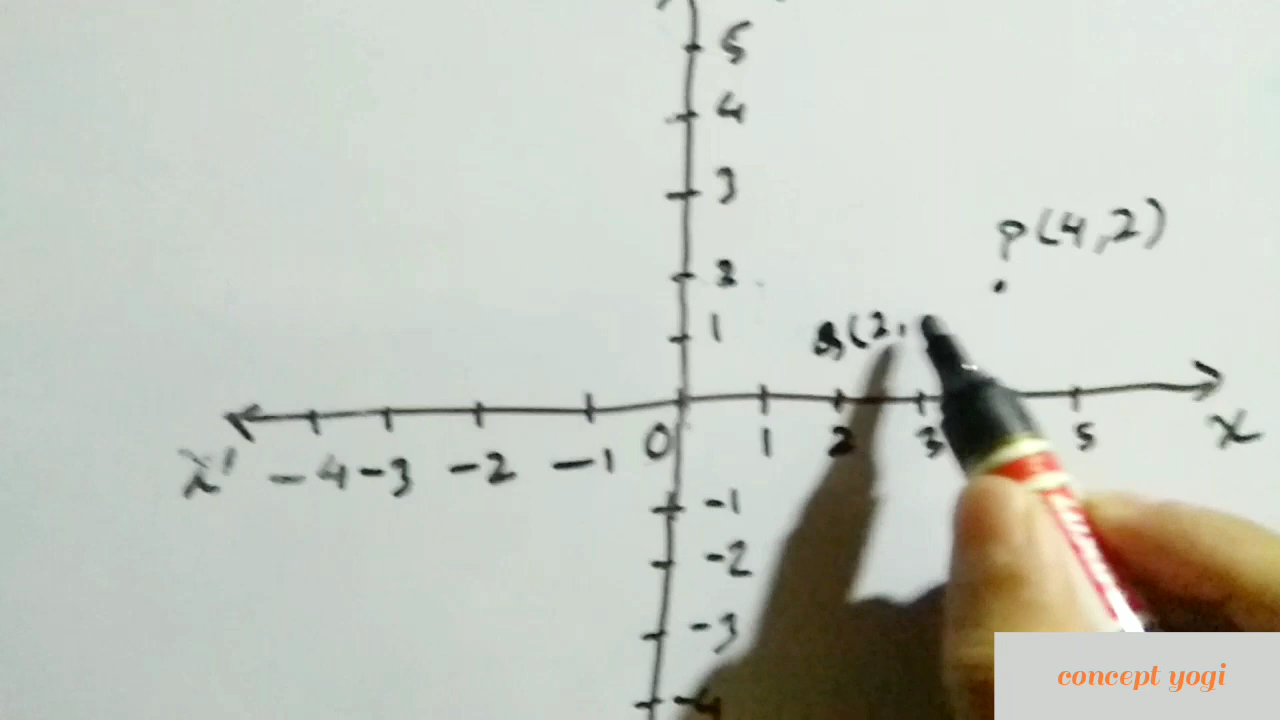 5
4
3
P(4,2)
2
Q(2,
1
X' -4 -3 -2 -1 0 1 2 3 5 X
-1
-2
-3
-4
concept yogi